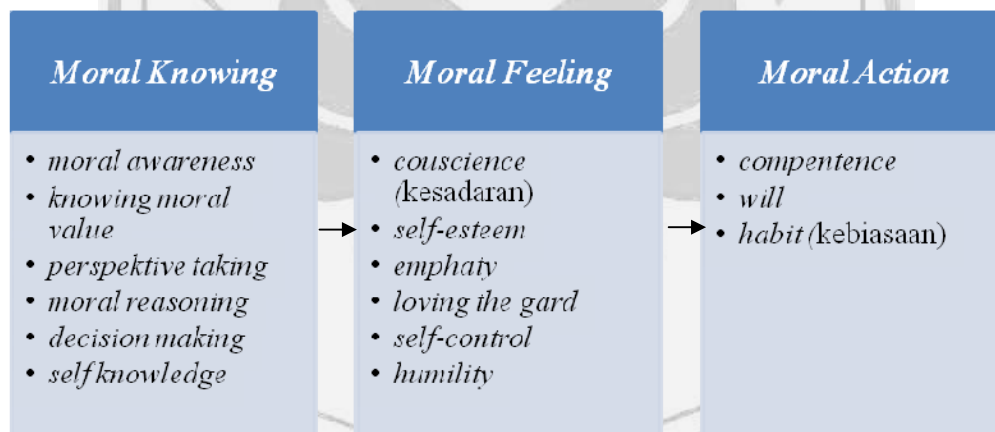 Moral Knowing
• moral awareness
• knowing moral
value
• perspektive taking
• moral reasoning
• decision making
• self knowledge
Moral Feeling
• couscience
(kesadaran)
• self-esteem
• emphaty
• loving the gard
• self-control
• humility
Moral Action
• compentence
• will
• habit (kebiasaan)